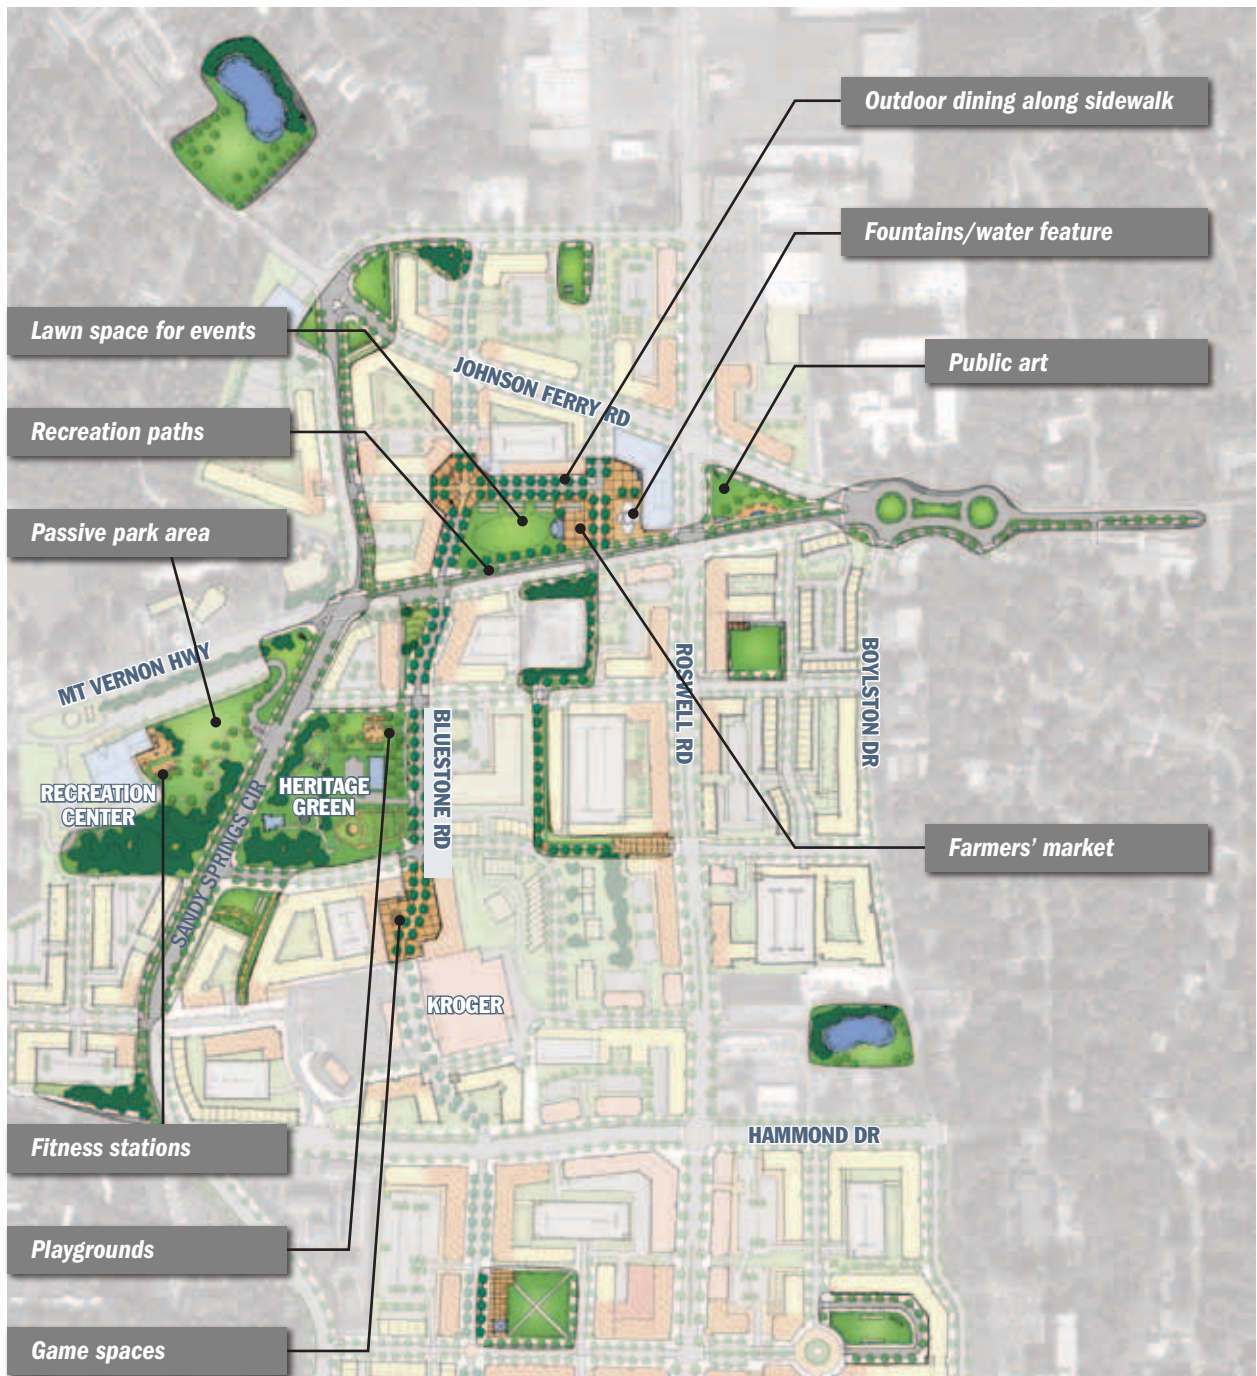 Outdoor dining along sidewalk
Fountains/water feature
Lawn space for events
Public art
JOHNSON FERRY RD
Recreation paths
Passive park area
MT VERNON HWY
ROSWELL RD
BOYLSTON DR
BLUESTONE RD
HERITAGE
GREEN
RECREATION
CENTER
SANDY SPRINGS CIR
Farmers’ market
KROGER
HAMMOND DR
Fitness stations
Playgrounds
Game spaces